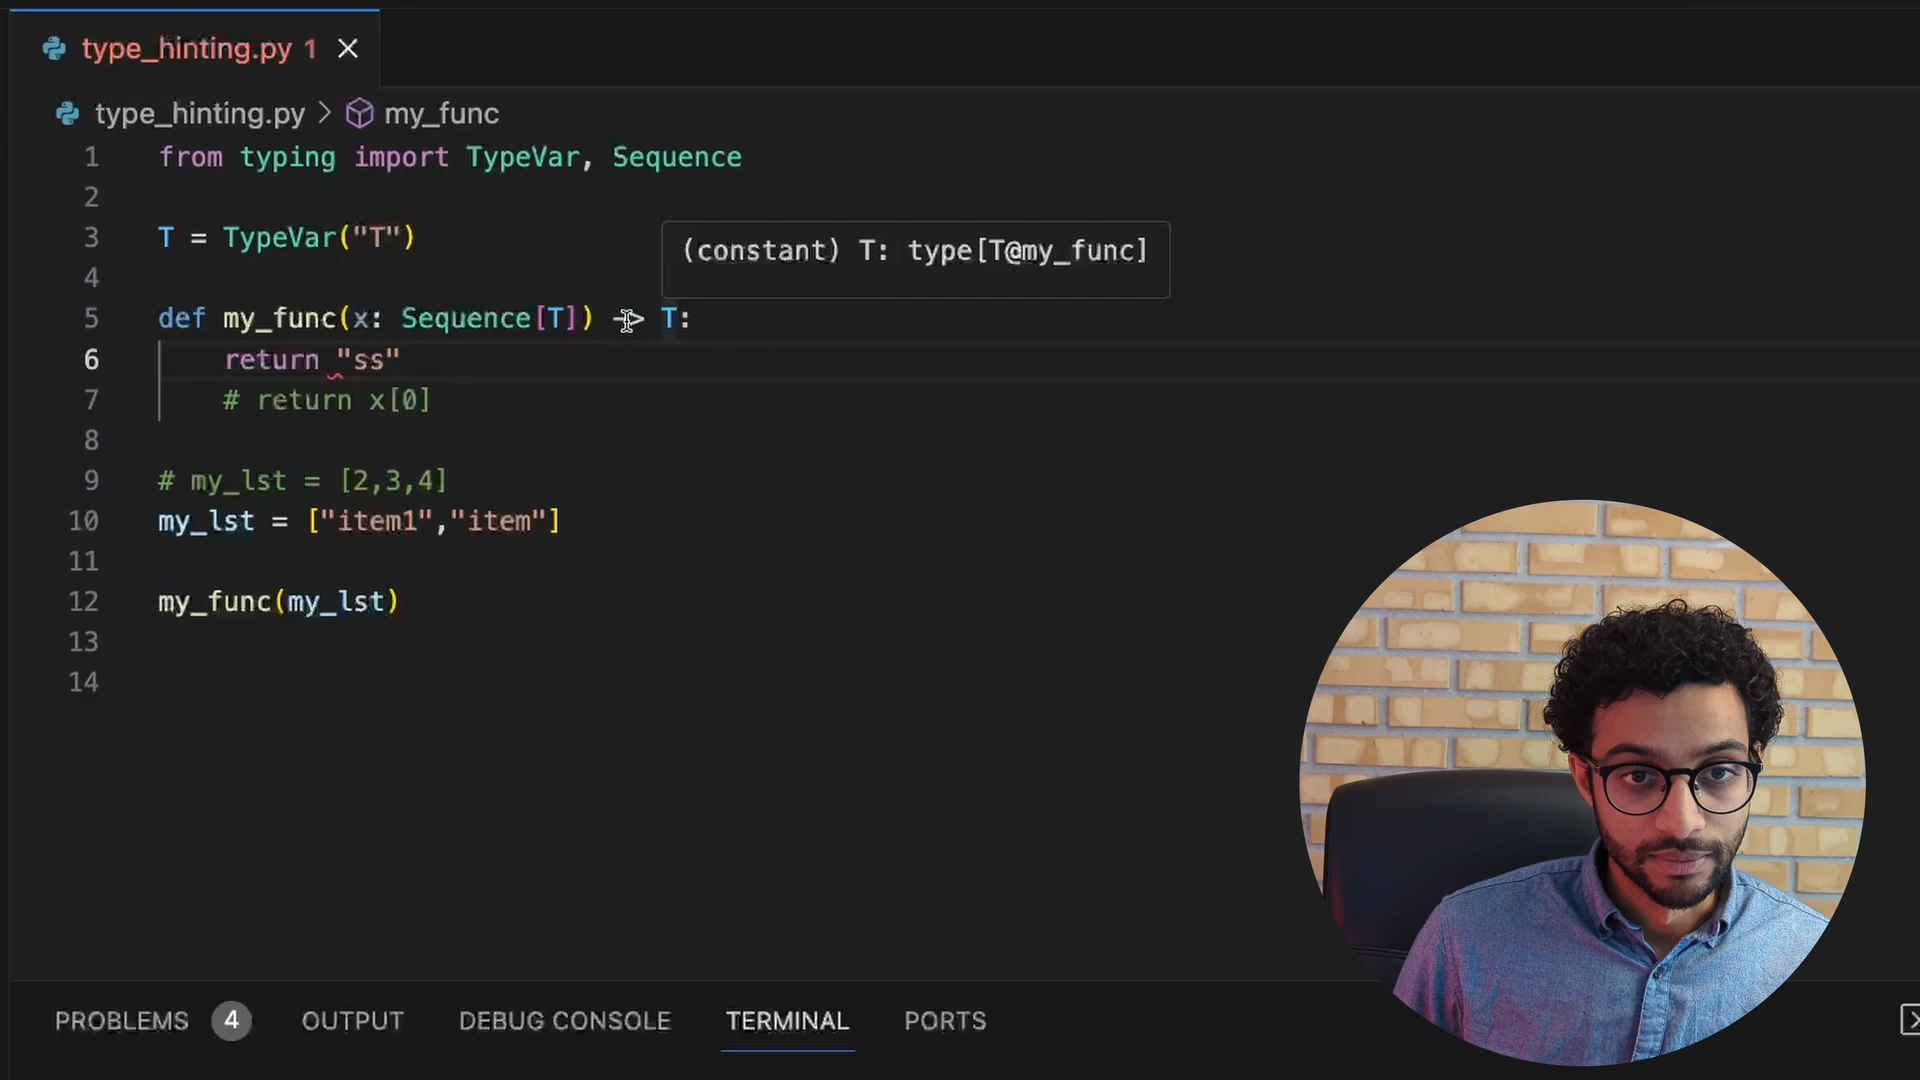 type_hinting.py 1
type_hinting.py > my_func
1 from typing import TypeVar, Sequence
2
3 T = TypeVar("T")
(constant) T: type[T@my_func]
4
5 def my_func(x: Sequence[T]) -> T:
6 return "ss"
7 # return x[0]
8
9 # my_lst = [2,3,4]
10 my_lst = ["item1","item"]
11
12 my_func(my_lst)
13
14
PROBLEMS 4 OUTPUT DEBUG CONSOLE TERMINAL PORTS